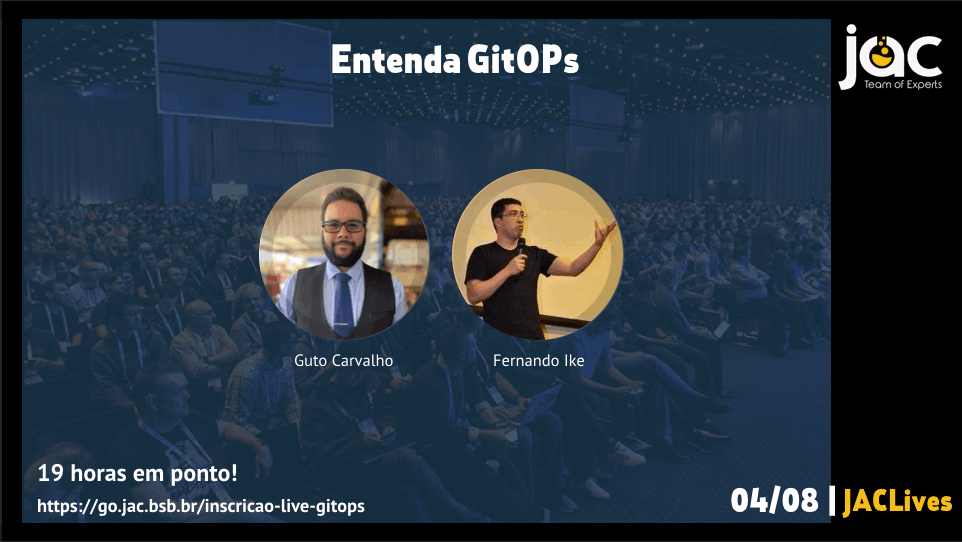 Entenda GitOPs
jac
Team of Experts
Guto Carvalho
Fernando Ike
19 horas em ponto!
https://go.jac.bsb.br/inscricao-live-gitops
04/08 | JACLives